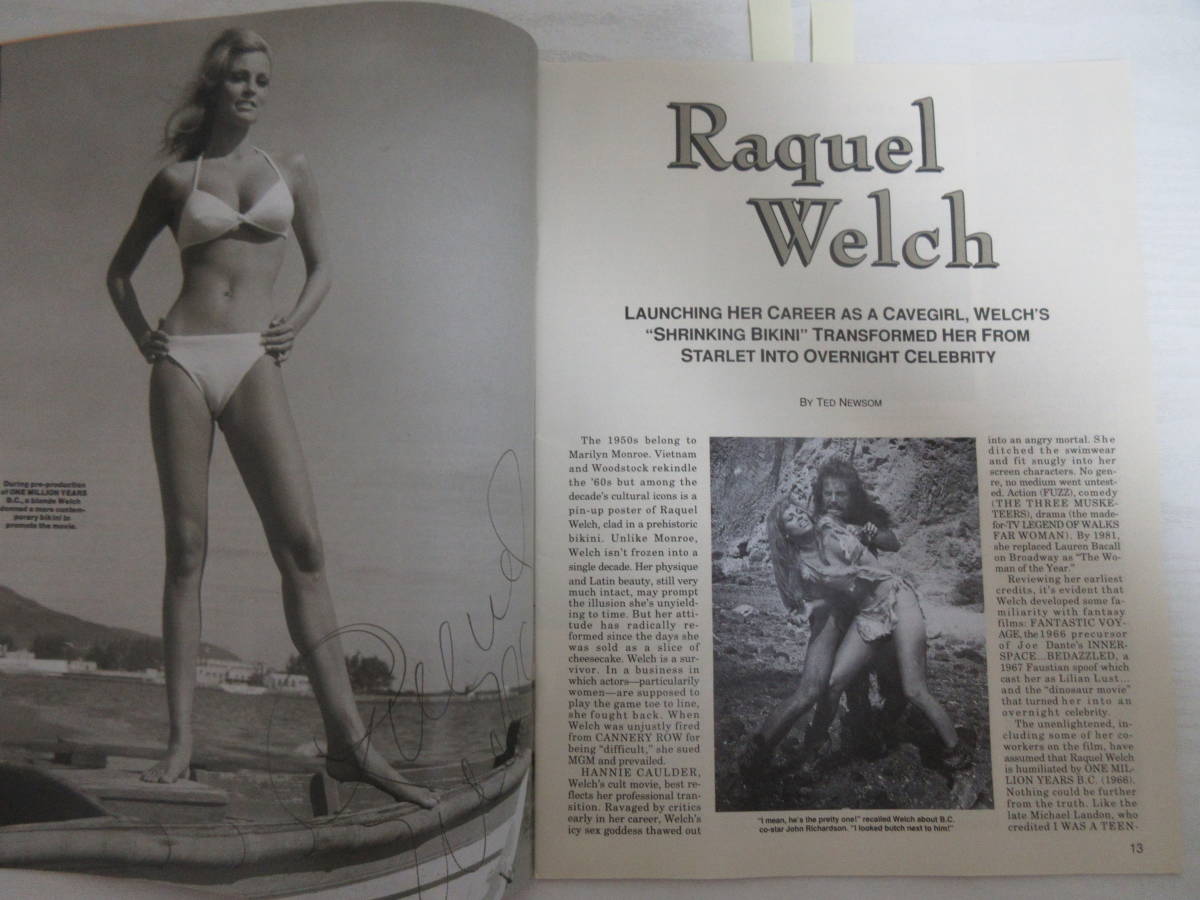 During pre-production
of ONE MILLION YEARS
B.C., a blonde Welch
donned a more contem-
porary bikini to
promote the movie.
Raquel
Welch
LAUNCHING HER CAREER AS A CAVEGIRL, WELCH'S
“SHRINKING BIKINI” TRANSFORMED HER FROM
STARLET INTO OVERNIGHT CELEBRITY
BY TED NEWSOM
The 1950s belong to
Marilyn Monroe. Vietnam
and Woodstock rekindle
the '60s but among the
decade's cultural icons is a
pin-up poster of Raquel
Welch, clad in a prehistoric
bikini. Unlike Monroe,
Welch isn't frozen into a
single decade. Her physique
and Latin beauty, still very
much intact, may prompt
the illusion she's unyield-
ing to time. But her atti-
tude has radically re-
formed since the days she
was sold as a slice of
cheesecake. Welch is a sur-
vivor. In a business in
which actors—particularly
women—are supposed to
play the game toe to line,
she fought back. When
Welch was unjustly fired
from CANNERY ROW for
being “difficult,” she sued
MGM and prevailed.
HANNIE CAULDER,
Welch's cult movie, best re-
flects her professional tran-
sition. Ravaged by critics
early in her career, Welch's
icy sex goddess thawed out
"I mean, he's the pretty one!" recalled Welch about B.C.
co-star John Richardson. "I looked butch next to him!"
into an angry mortal. She
ditched the swimwear
and fit snugly into her
screen characters. No gen-
re, no medium went untest-
ed. Action (FUZZ), comedy
(THE THREE MUSKE-
TEERS), drama (the made-
for-TV LEGEND OF WALKS
FAR WOMAN). By 1981,
she replaced Lauren Bacall
on Broadway as “The Wo-
man of the Year.”
Reviewing her earliest
credits, it's evident that
Welch developed some fa-
miliarity with fantasy
films: FANTASTIC VOY-
AGE, the 1966 precursor
of Joe Dante's INNER-
SPACE...BEDAZZLED, a
1967 Faustian spoof which
cast her as Lilian Lust...
and the “dinosaur movie”
that turned her into an
overnight celebrity.
The unenlightened, in-
cluding some of her co-
workers on the film, have
assumed that Raquel Welch
is humiliated by ONE MIL-
LION YEARS B.C. (1966).
Nothing could be further
from the truth. Like the
late Michael Landon, who
credited I WAS A TEEN-
13